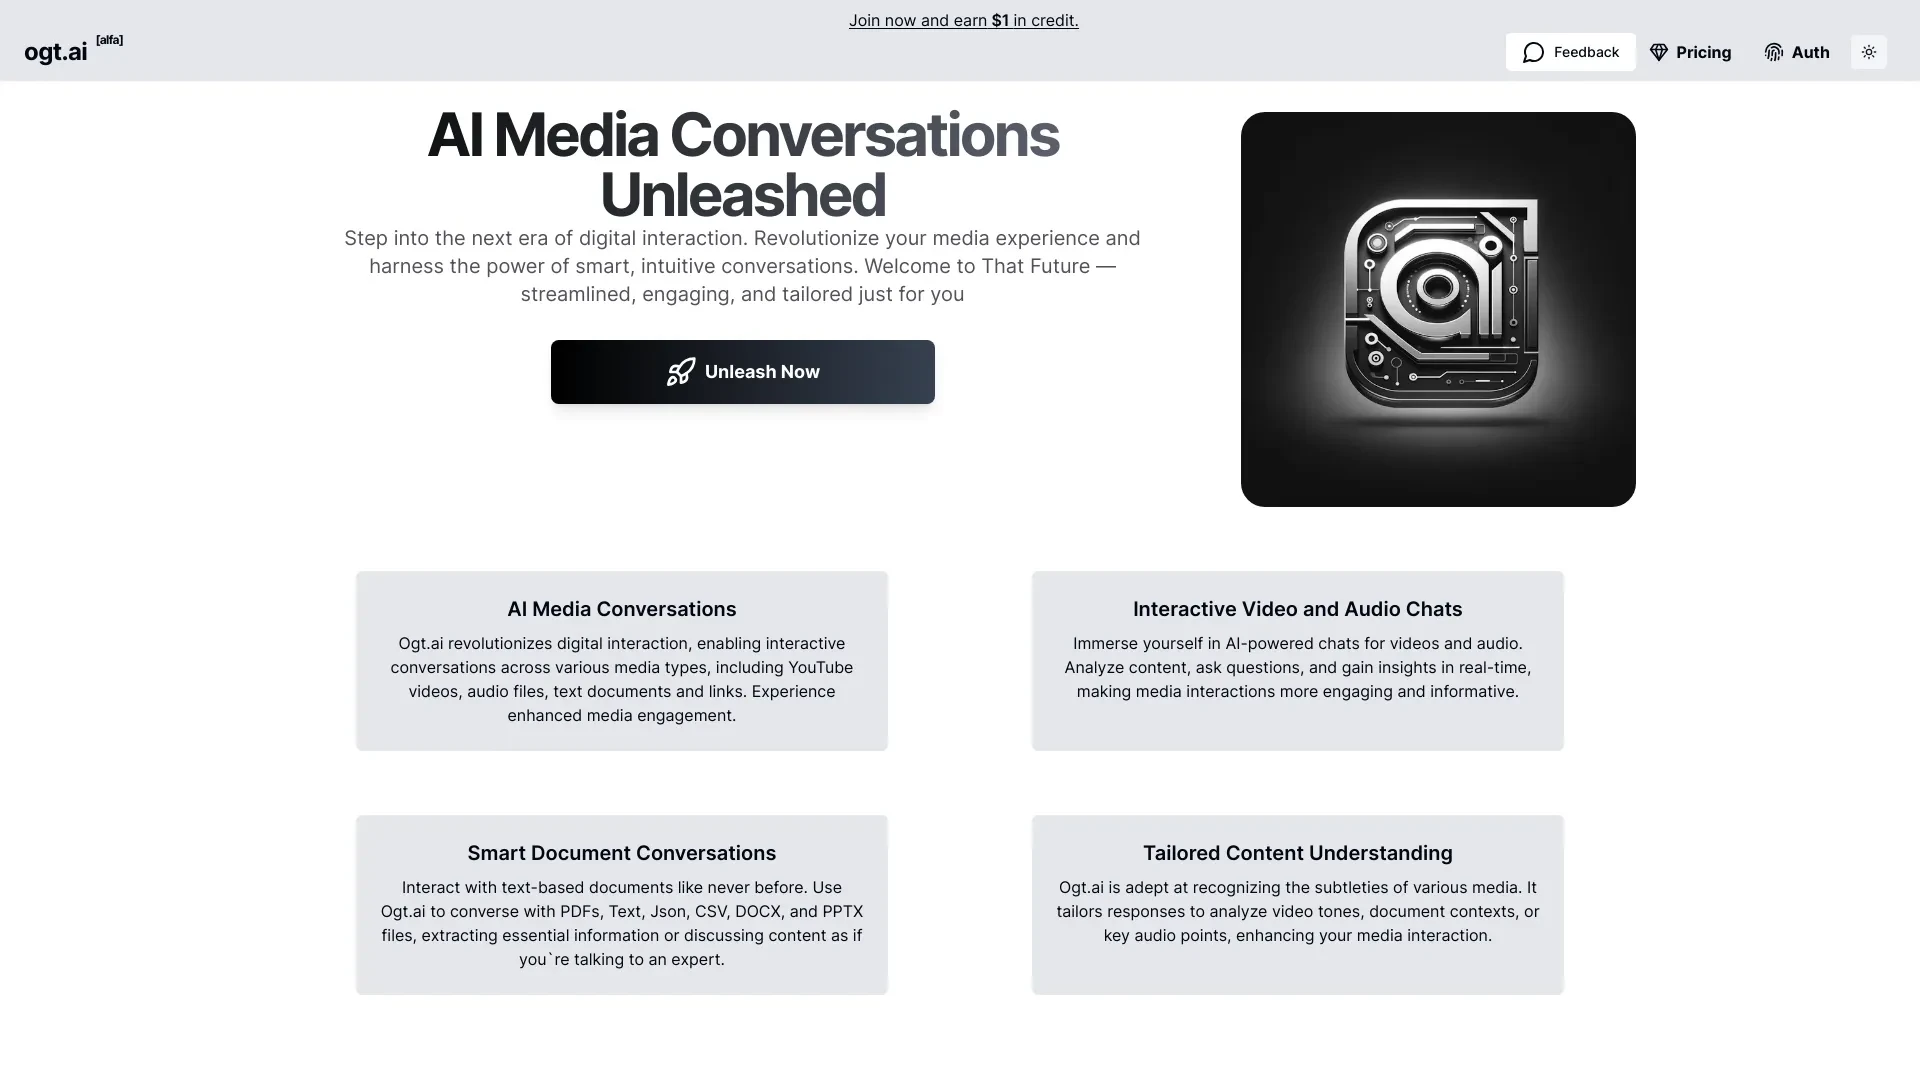 Join now and earn $1 in credit.
ogt.ai [alfa]
Feedback
Pricing
Auth
AI Media Conversations
Unleashed
Step into the next era of digital interaction. Revolutionize your media experience and
harness the power of smart, intuitive conversations. Welcome to That Future —
streamlined, engaging, and tailored just for you
Unleash Now
AI Media Conversations
Ogt.ai revolutionizes digital interaction, enabling interactive
conversations across various media types, including YouTube
videos, audio files, text documents and links. Experience
enhanced media engagement.
Interactive Video and Audio Chats
Immerse yourself in AI-powered chats for videos and audio.
Analyze content, ask questions, and gain insights in real-time,
making media interactions more engaging and informative.
Smart Document Conversations
Interact with text-based documents like never before. Use
Ogt.ai to converse with PDFs, Text, Json, CSV, DOCX, and PPTX
files, extracting essential information or discussing content as if
you`re talking to an expert.
Tailored Content Understanding
Ogt.ai is adept at recognizing the subtleties of various media. It
tailors responses to analyze video tones, document contexts, or
key audio points, enhancing your media interaction.